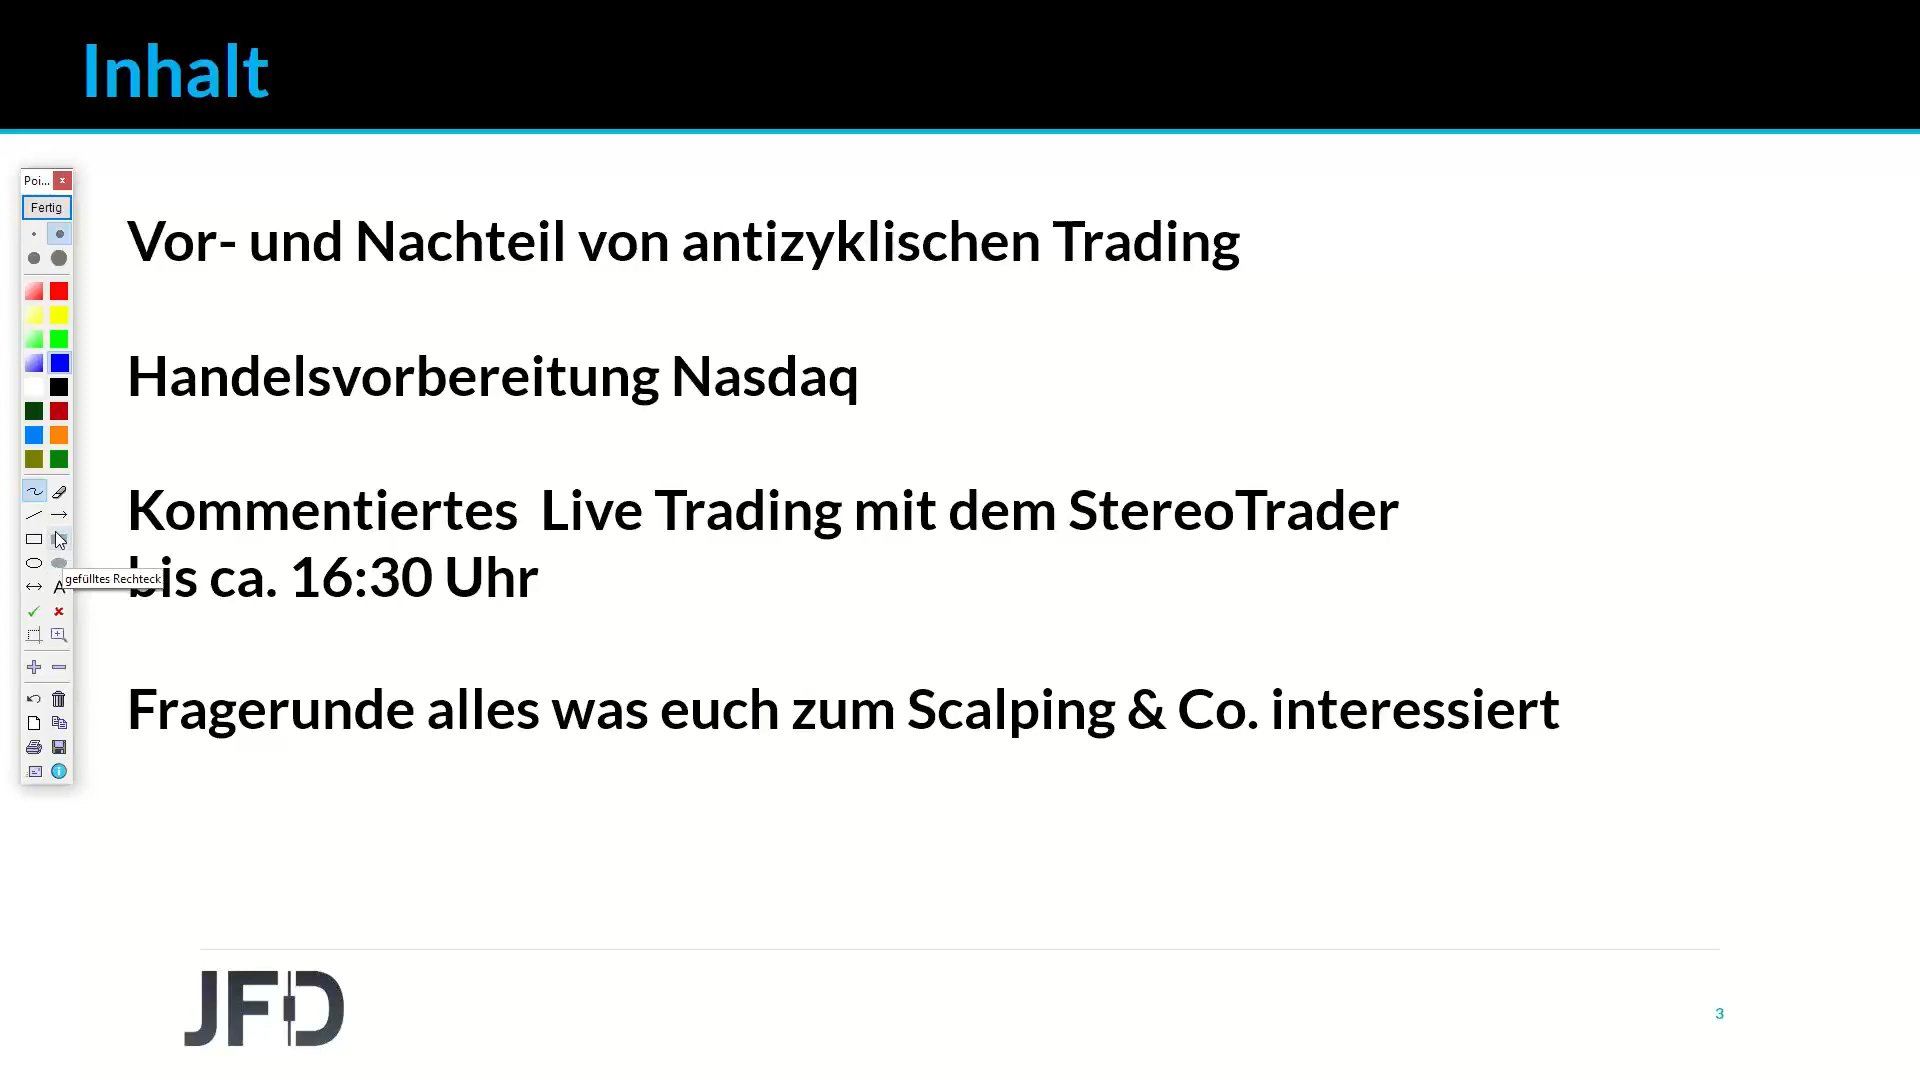 Inhalt
Poi...
Fertig
Vor- und Nachteil von antizyklischen Trading
Handelsvorbereitung Nasdaq
Kommentiertes Live Trading mit dem StereoTrader
bis ca. 16:30 Uhr
gefülltes Rechteck
A
Fragerunde alles was euch zum Scalping & Co. interessiert
JFD
3